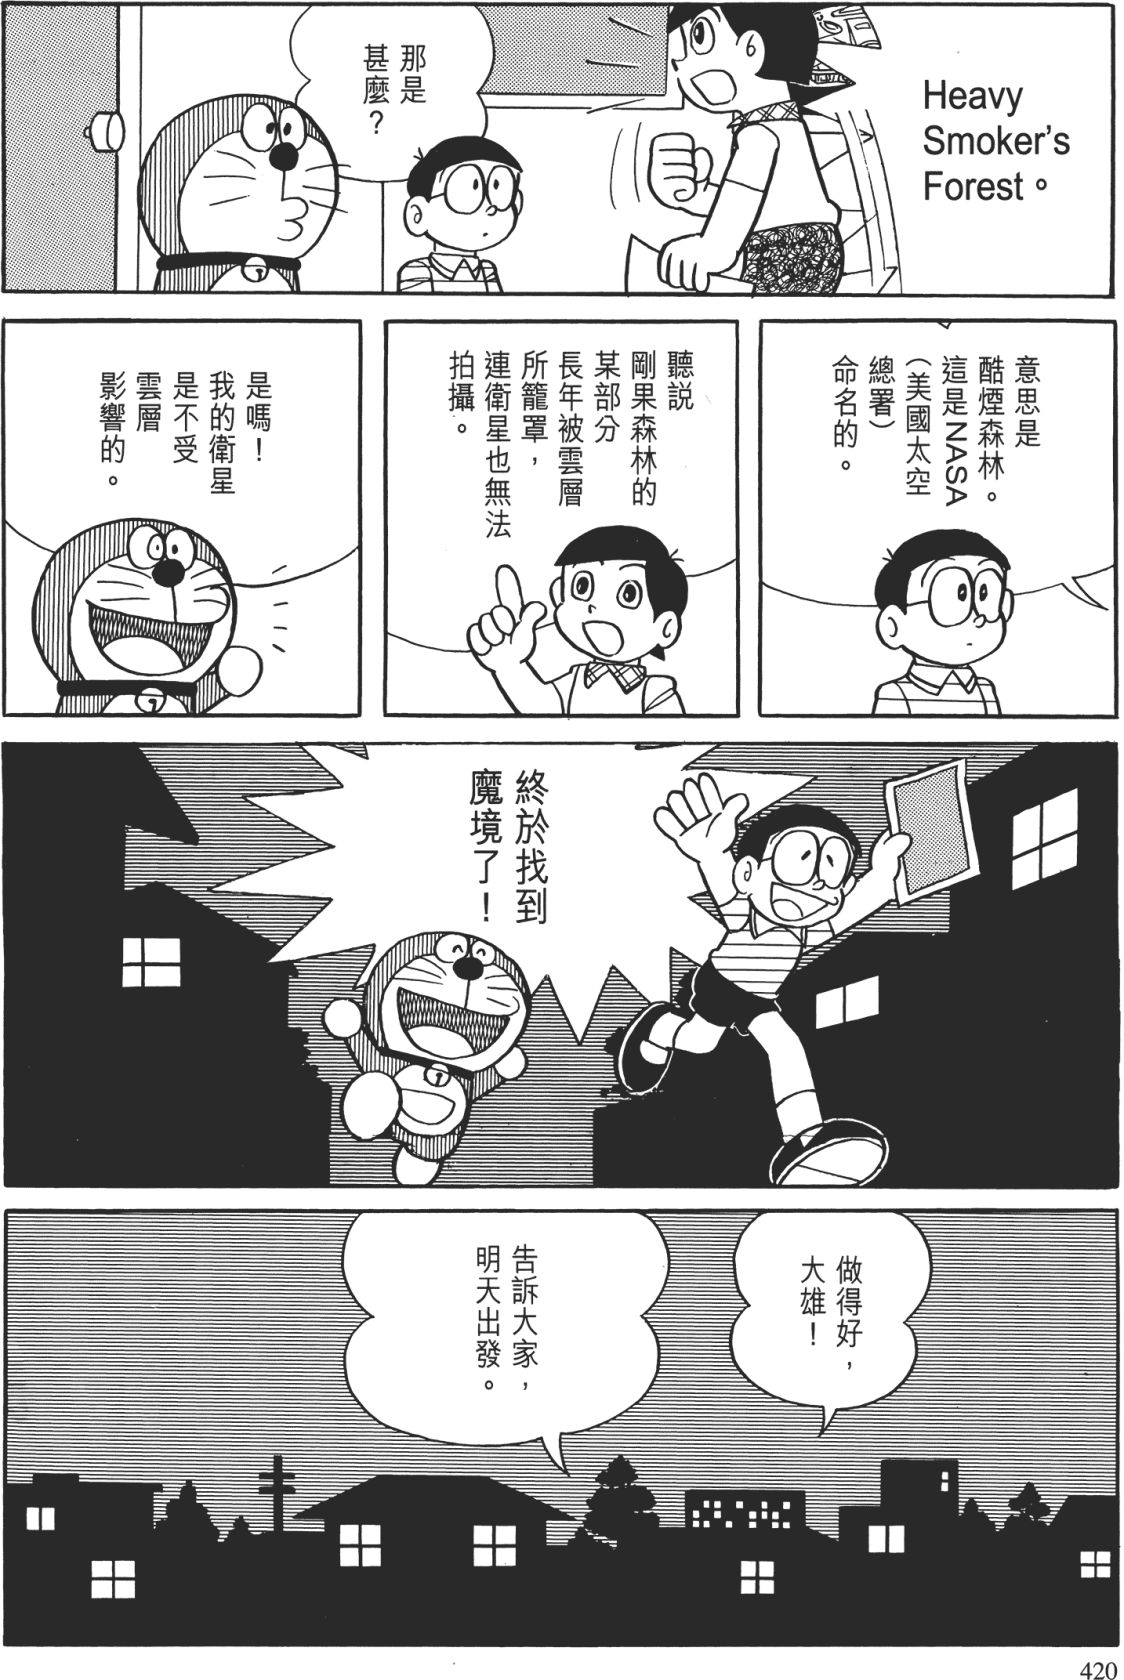 Heavy
Smoker's
Forest。
那是
甚麼？
意思是
酷煙森林。
這是NASA
（美國太空
總署）
命名的。
聽説
剛果森林的
某部分
長年被雲層
所籠罩，
連衛星也無法
拍攝。
是嗎！
我的衛星
是不受
雲層
影響的。
終於找到
魔境了！
做得好，
大雄！
告訴大家，
明天出發。
420